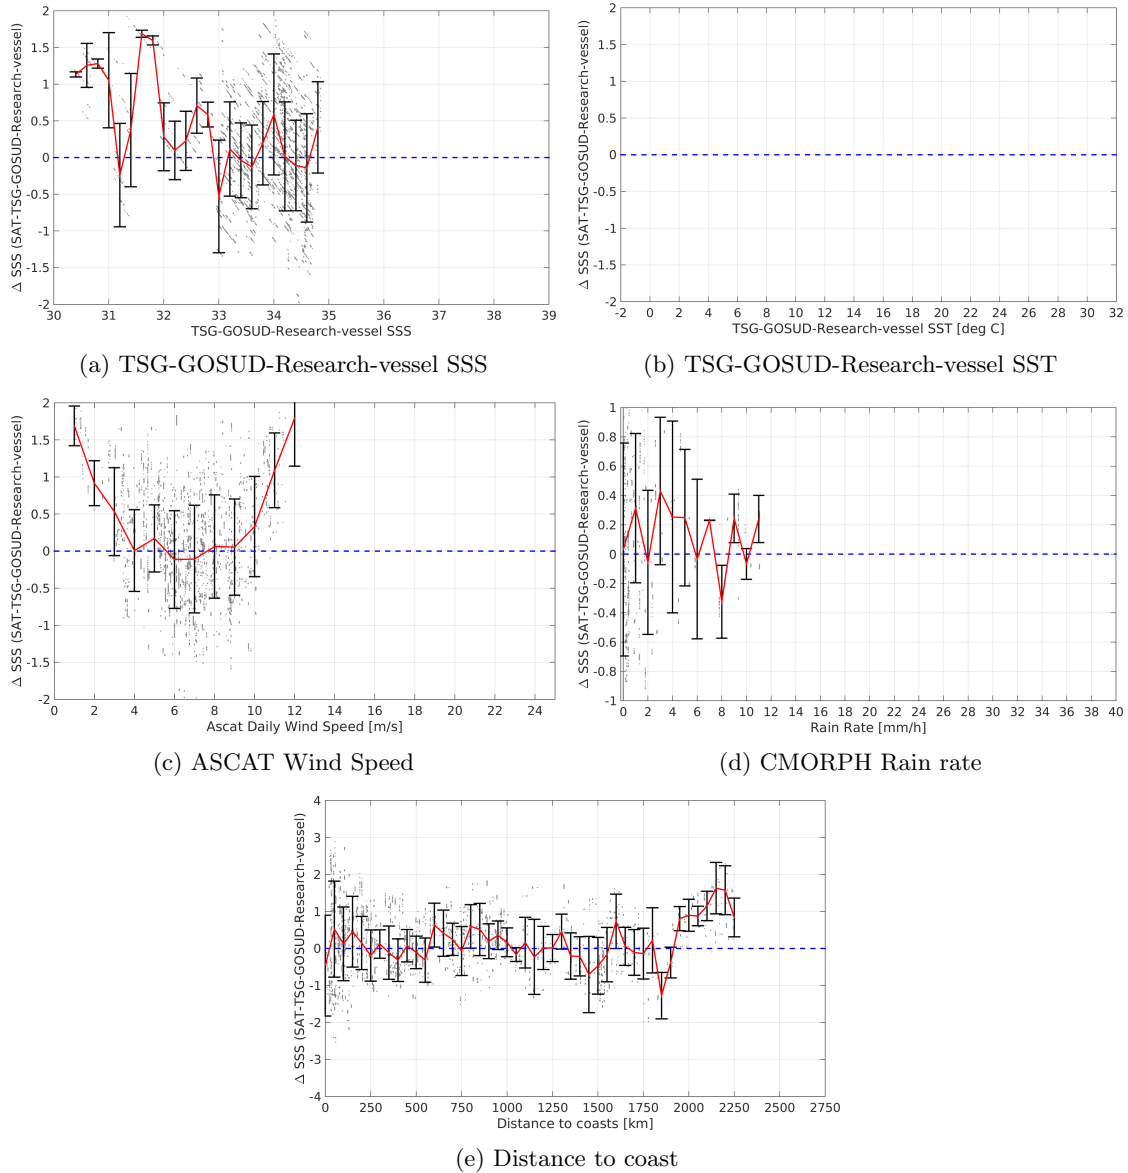 2
1.5
1
0.5
0
-0.5
-1
-1.5
-2
Δ SSS (SAT-TSG-GOSUD-Research-vessel)
30 31 32 33 34 35 36 37 38 39
TSG-GOSUD-Research-vessel SSS
(a) TSG-GOSUD-Research-vessel SSS
2
1.5
1
0.5
0
-0.5
-1
-1.5
-2
Δ SSS (SAT-TSG-GOSUD-Research-vessel)
-2 0 2 4 6 8 10 12 14 16 18 20 22 24 26 28 30 32
TSG-GOSUD-Research-vessel SST [deg C]
(b) TSG-GOSUD-Research-vessel SST
2
1.5
1
0.5
0
-0.5
-1
-1.5
-2
Δ SSS (SAT-TSG-GOSUD-Research-vessel)
0 2 4 6 8 10 12 14 16 18 20 22 24
Ascat Daily Wind Speed [m/s]
(c) ASCAT Wind Speed
1
0.8
0.6
0.4
0.2
0
-0.2
-0.4
-0.6
-0.8
-1
Δ SSS (SAT-TSG-GOSUD-Research-vessel)
0 2 4 6 8 10 12 14 16 18 20 22 24 26 28 30 32 34 36 38 40
Rain Rate [mm/h]
(d) CMORPH Rain rate
4
3
2
1
0
-1
-2
-3
-4
Δ SSS (SAT-TSG-GOSUD-Research-vessel)
0 250 500 750 1000 1250 1500 1750 2000 2250 2500 2750
Distance to coasts [km]
(e) Distance to coast